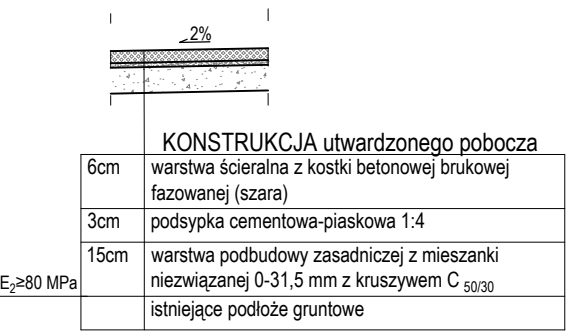 2%
KONSTRUKCJA utwardzonego pobocza
6cm warstwa ścieralna z kostki betonowej brukowej
fazowanej (szara)
3cm podsypka cementowa-piaskowa 1:4
15cm warstwa podbudowy zasadniczej z mieszanki
E₂≥80 MPa niezwiązanej 0-31,5 mm z kruszywem C 50/30
istniejące podłoże gruntowe